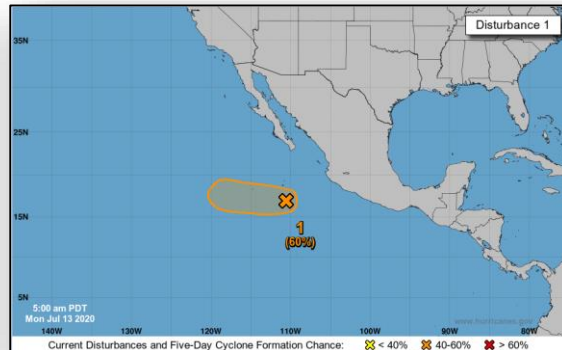 Disturbance 1
35N
25N
15N
5N
1
(60%)
5:00 am PDT
Mon Jul 13 2020
www.hurricanes.gov
140W 130W 120W 110W 100W 90W 80W
Current Disturbances and Five-Day Cyclone Formation Chance: < 40% 40-60% > 60%